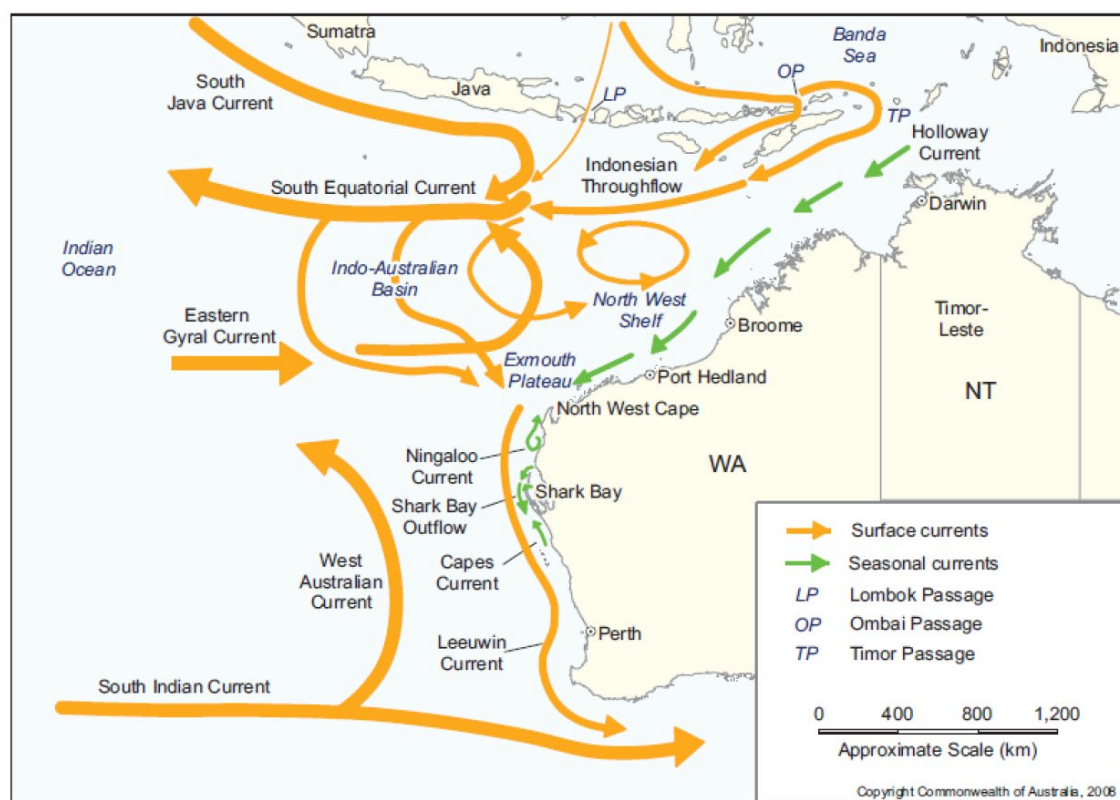 Sumatra
Banda
Sea
Indonesia
South
Java Current
Java
LP
OP
TP
Holloway
Current
Indonesian
Throughflow
South Equatorial Current
Darwin
Indian
Ocean
Indo-Australian
Basin
North West
Shelf
Timor-
Leste
Eastern
Gyral Current
Broome
Exmouth
Plateau
Port Hedland
NT
North West Cape
Ningaloo
Current
WA
Shark Bay
Shark Bay
Outflow
Capes
Current
West
Australian
Current
Perth
Leeuwin
Current
South Indian Current
Surface currents
Seasonal currents
LP Lombok Passage
OP Ombai Passage
TP Timor Passage
0 400 800 1,200
Approximate Scale (km)
Copyright Commonwealth of Australia, 2008